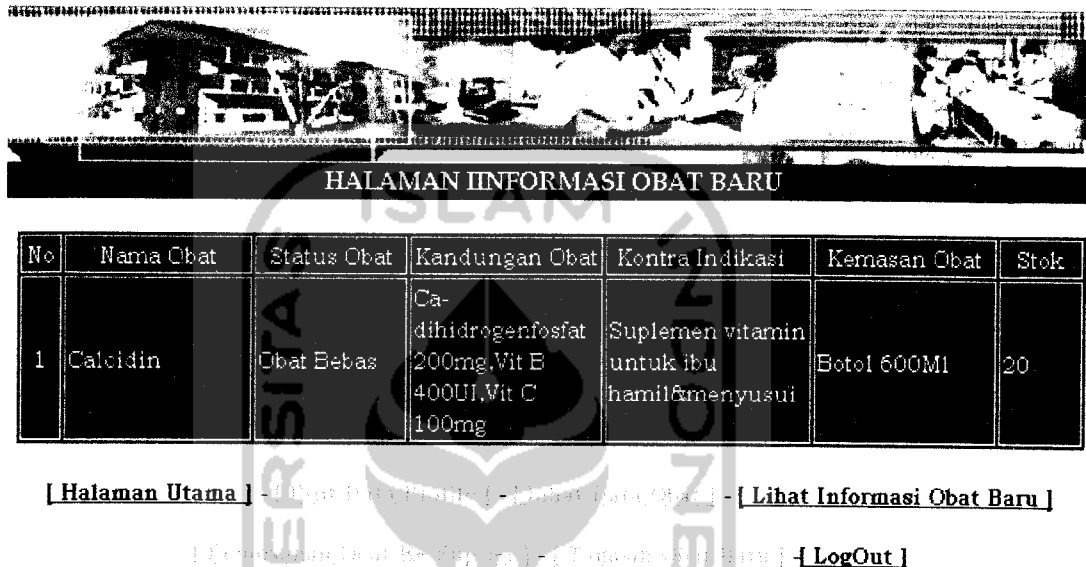 HALAMAN IINFORMASI OBAT BARU
ISLAM
No Nama Obat Status Obat Kandungan Obat Kontra Indikasi Kemasan Obat Stok
1 Calcidin Obat Bebas Ca-
dihidrogenfosfat
200mg,Vit B
400UI,Vit C
100mg
Suplemen vitamin
untuk ibu
hamil&menyusui
Botol 600Ml 20
[ Halaman Utama ] - - [ Lihat Informasi Obat Baru ]
- [ LogOut ]